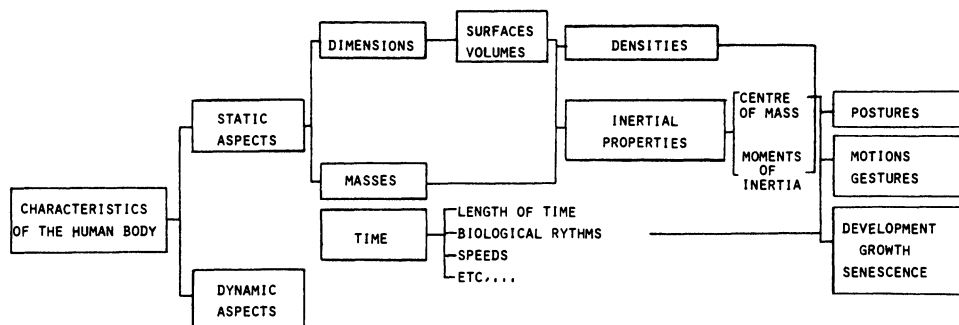 CHARACTERISTICS
OF THE HUMAN BODY
STATIC
ASPECTS
DYNAMIC
ASPECTS
DIMENSIONS
MASSES
TIME
SURFACES
VOLUMES
LENGTH OF TIME
BIOLOGICAL RYTHMS
SPEEDS
ETC,...
DENSITIES
INERTIAL
PROPERTIES
CENTRE
OF MASS
MOMENTS
OF
INERTIA
POSTURES
MOTIONS
GESTURES
DEVELOPMENT
GROWTH
SENESCENCE